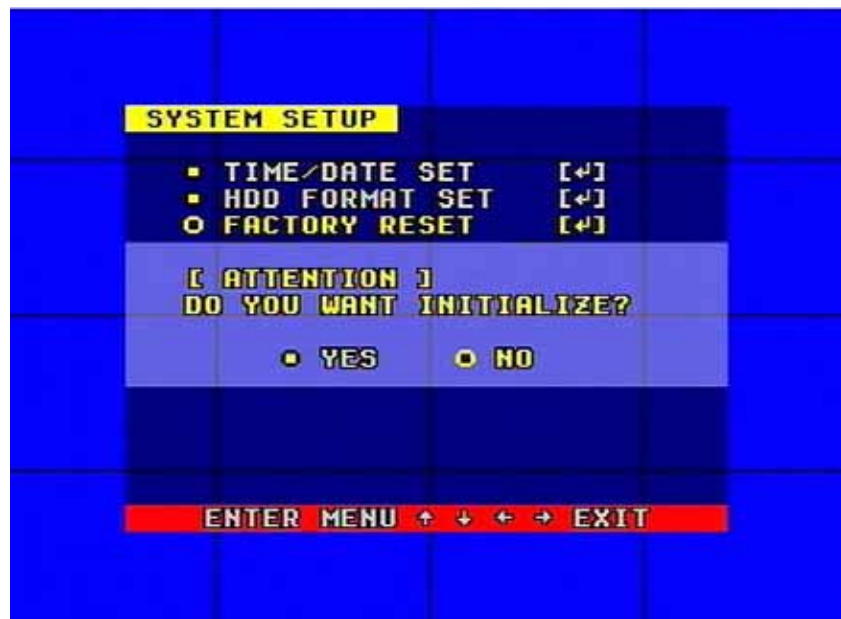 SYSTEM SETUP
TIME/DATE SET [↵]
HDD FORMAT SET [↵]
FACTORY RESET [↵]
[ ATTENTION ]
DO YOU WANT INITIALIZE?
YES NO
ENTER MENU ↑ ↓ ← → EXIT